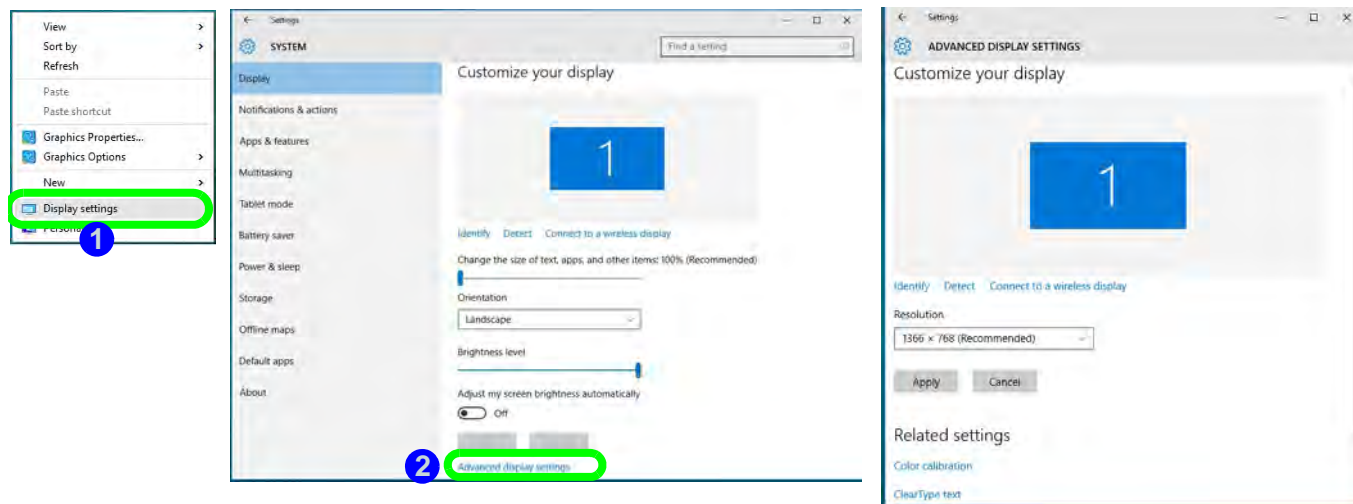 View
Sort by
Refresh
Paste
Paste shortcut
Graphics Properties...
Graphics Options
New
Display settings
1
← Settings
SYSTEM
Find a setting
Display
Notifications & actions
Apps & features
Multitasking
Tablet mode
Battery saver
Power & sleep
Storage
Offline maps
Default apps
About
Customize your display
1
Identify Detect Connect to a wireless display
Change the size of text, apps, and other items: 100% (Recommended)
Orientation
Landscape
Brightness level
Adjust my screen brightness automatically
Off
2
Advanced display settings
← Settings
ADVANCED DISPLAY SETTINGS
Customize your display
1
Identify Detect Connect to a wireless display
Resolution
1366 × 768 (Recommended)
Apply Cancel
Related settings
Color calibration
ClearType text